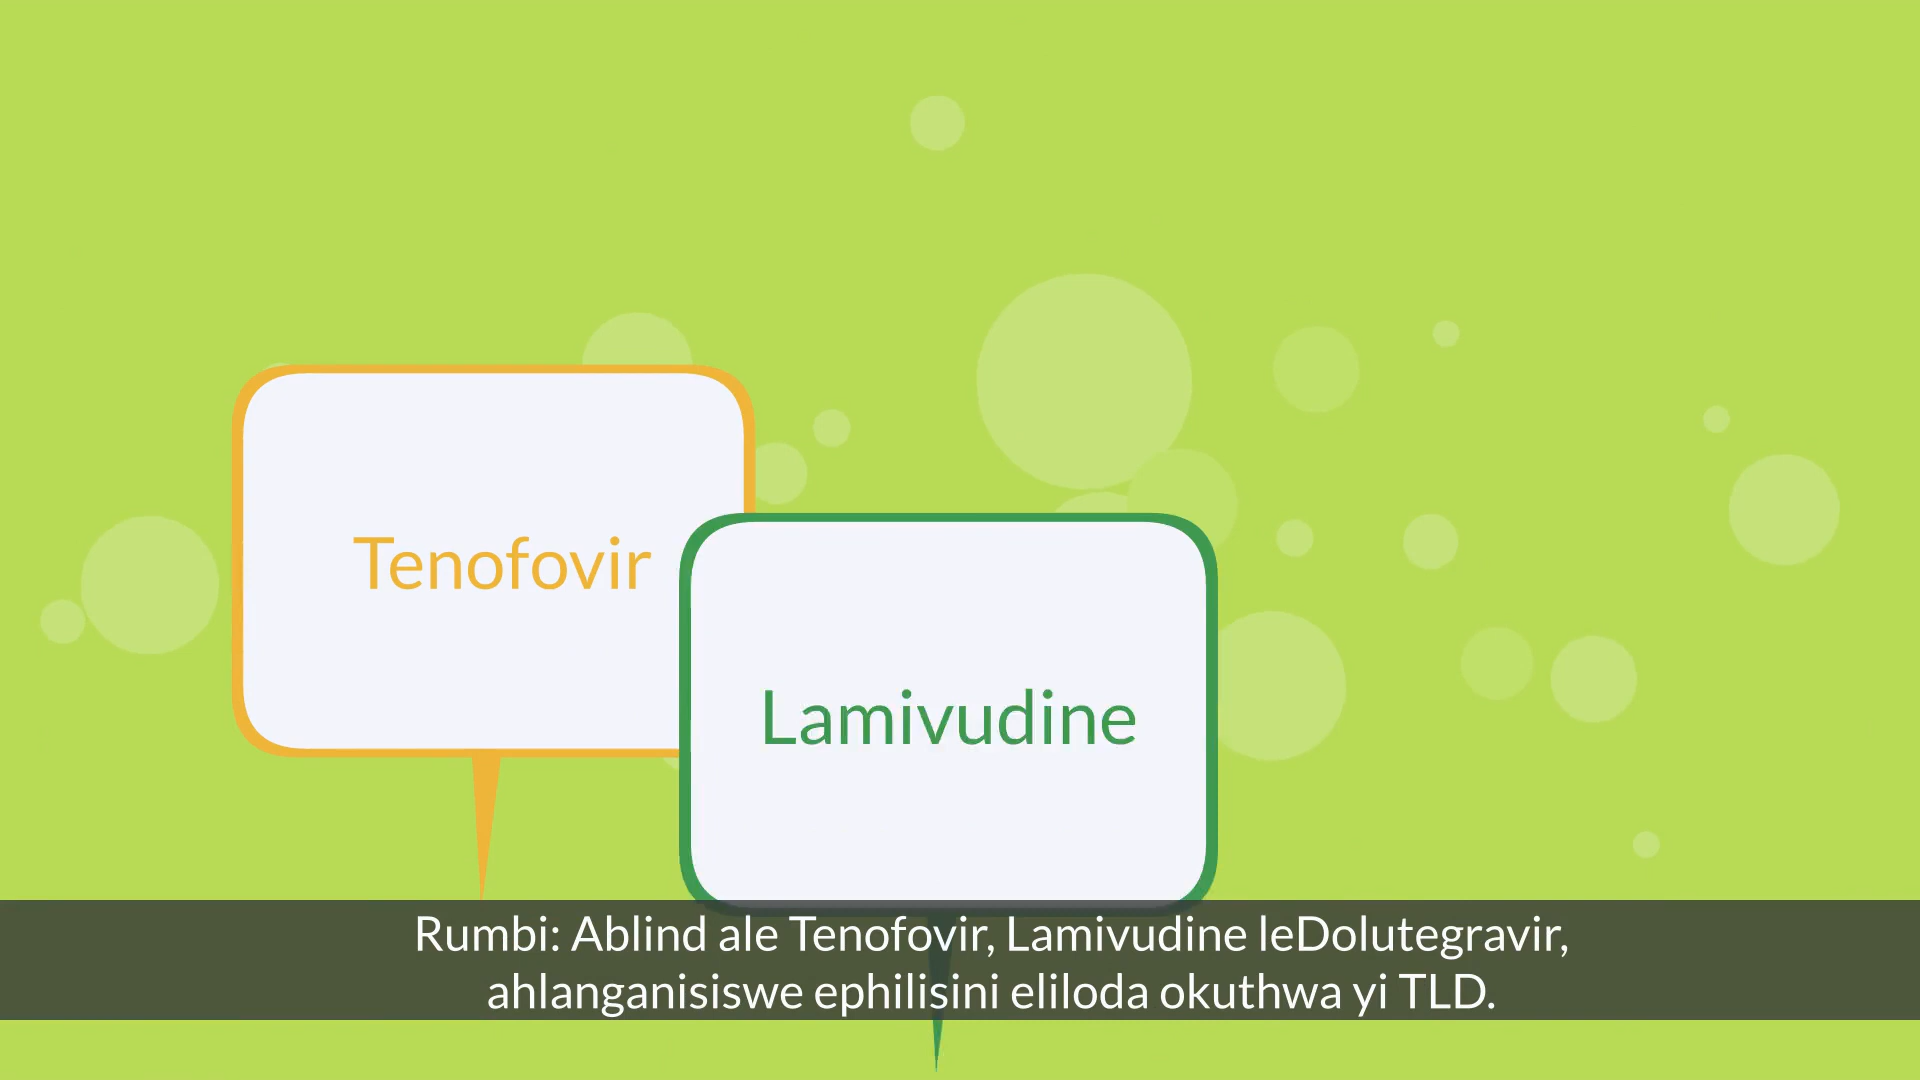 Tenofovir
Lamivudine
Rumbi: Ablind ale Tenofovir, Lamivudine leDolutegravir,
ahlanganisiswe ephilisini eliloda okuthwa yi TLD.